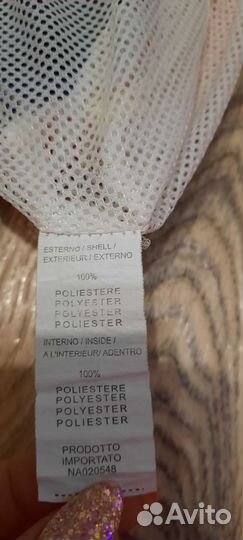 ESTERNO / SHELL /
EXTERIEUR / EXTERNO
100%
POLIESTERE
POLYESTER
POLYESTER
POLIESTER
INTERNO / INSIDE /
A L'INTERIEUR/ ADENTRO
100%
POLIESTERE
POLYESTER
POLYESTER
POLIESTER
PRODOTTO
IMPORTATO
NA020548
Avito